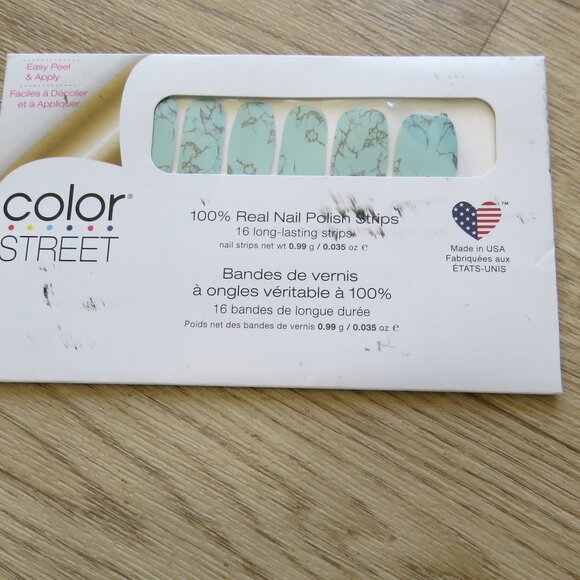 Easy Peel
& Apply
Faciles à Décoller
et à Appliquer
color®
STREET
100% Real Nail Polish Strips
16 long-lasting strips
nail strips net wt 0.99 g / 0.035 oz ℮
Bandes de vernis
à ongles véritable à 100%
16 bandes de longue durée
Poids net des bandes de vernis 0.99 g / 0.035 oz ℮
™
Made in USA
Fabriquées aux
ÉTATS-UNIS